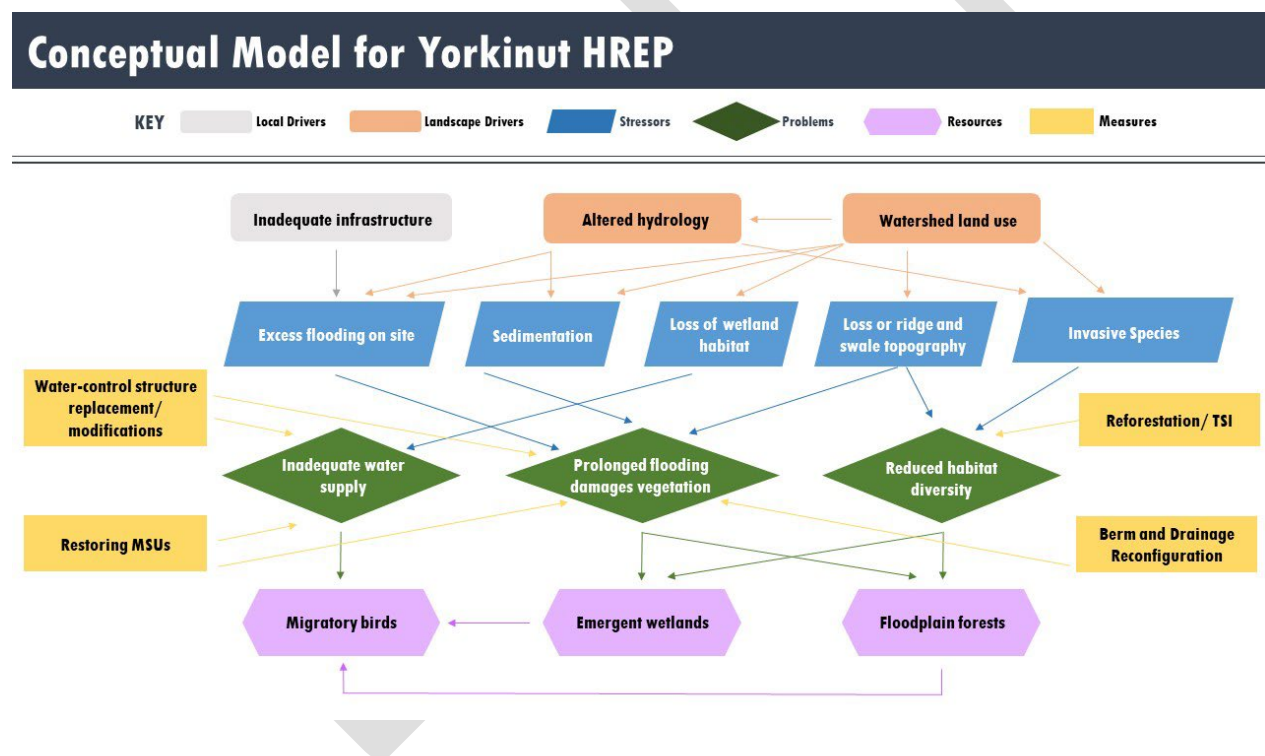 Conceptual Model for Yorkinut HREP
KEY
Local Drivers
Landscape Drivers
Stressors
Problems
Resources
Measures
Inadequate infrastructure
Altered hydrology
Watershed land use
Excess flooding on site
Sedimentation
Loss of wetland
habitat
Loss or ridge and
swale topography
Invasive Species
Water-control structure
replacement/
modifications
Reforestation/ TSI
Inadequate water
supply
Prolonged flooding
damages vegetation
Reduced habitat
diversity
Restoring MSUs
Berm and Drainage
Reconfiguration
Migratory birds
Emergent wetlands
Floodplain forests